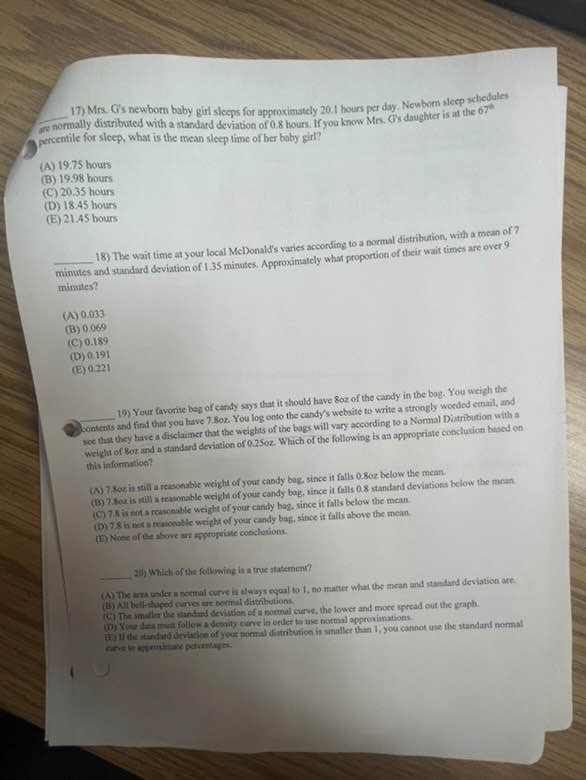 17) Mrs. G's newborn baby girl sleeps for approximately 20.1 hours per day. Newborn sleep schedules
are normally distributed with a standard deviation of 0.8 hours. If you know Mrs. G's daughter is at the 67th
percentile for sleep, what is the mean sleep time of her baby girl?
(A) 19.75 hours
(B) 19.98 hours
(C) 20.35 hours
(D) 18.45 hours
(E) 21.45 hours
18) The wait time at your local McDonald's varies according to a normal distribution, with a mean of 7
minutes and standard deviation of 1.35 minutes. Approximately what proportion of their wait times are over 9
minutes?
(A) 0.033
(B) 0.069
(C) 0.189
(D) 0.191
(E) 0.221
19) Your favorite bag of candy says that it should have 8oz of the candy in the bag. You weigh the
contents and find that you have 7.8oz. You log onto the candy's website to write a strongly worded email, and
see that they have a disclaimer that the weights of the bags will vary according to a Normal Distribution with a
weight of 8oz and a standard deviation of 0.25oz. Which of the following is an appropriate conclusion based on
this information?
(A) 7.8oz is still a reasonable weight of your candy bag, since it falls 0.8oz below the mean.
(B) 7.8oz is still a reasonable weight of your candy bag, since it falls 0.8 standard deviations below the mean.
(C) 7.8 is not a reasonable weight of your candy bag, since it falls below the mean.
(D) 7.8 is not a reasonable weight of your candy bag, since it falls above the mean.
(E) None of the above are appropriate conclusions.
20) Which of the following is a true statement?
(A) The area under a normal curve is always equal to 1, no matter what the mean and standard deviation are.
(B) All bell-shaped curves are normal distributions.
(C) The smaller the standard deviation of a normal curve, the lower and more spread out the graph.
(D) Your data must follow a density curve in order to use normal approximations.
(E) If the standard deviation of your normal distribution is smaller than 1, you cannot use the standard normal
curve to approximate percentages.